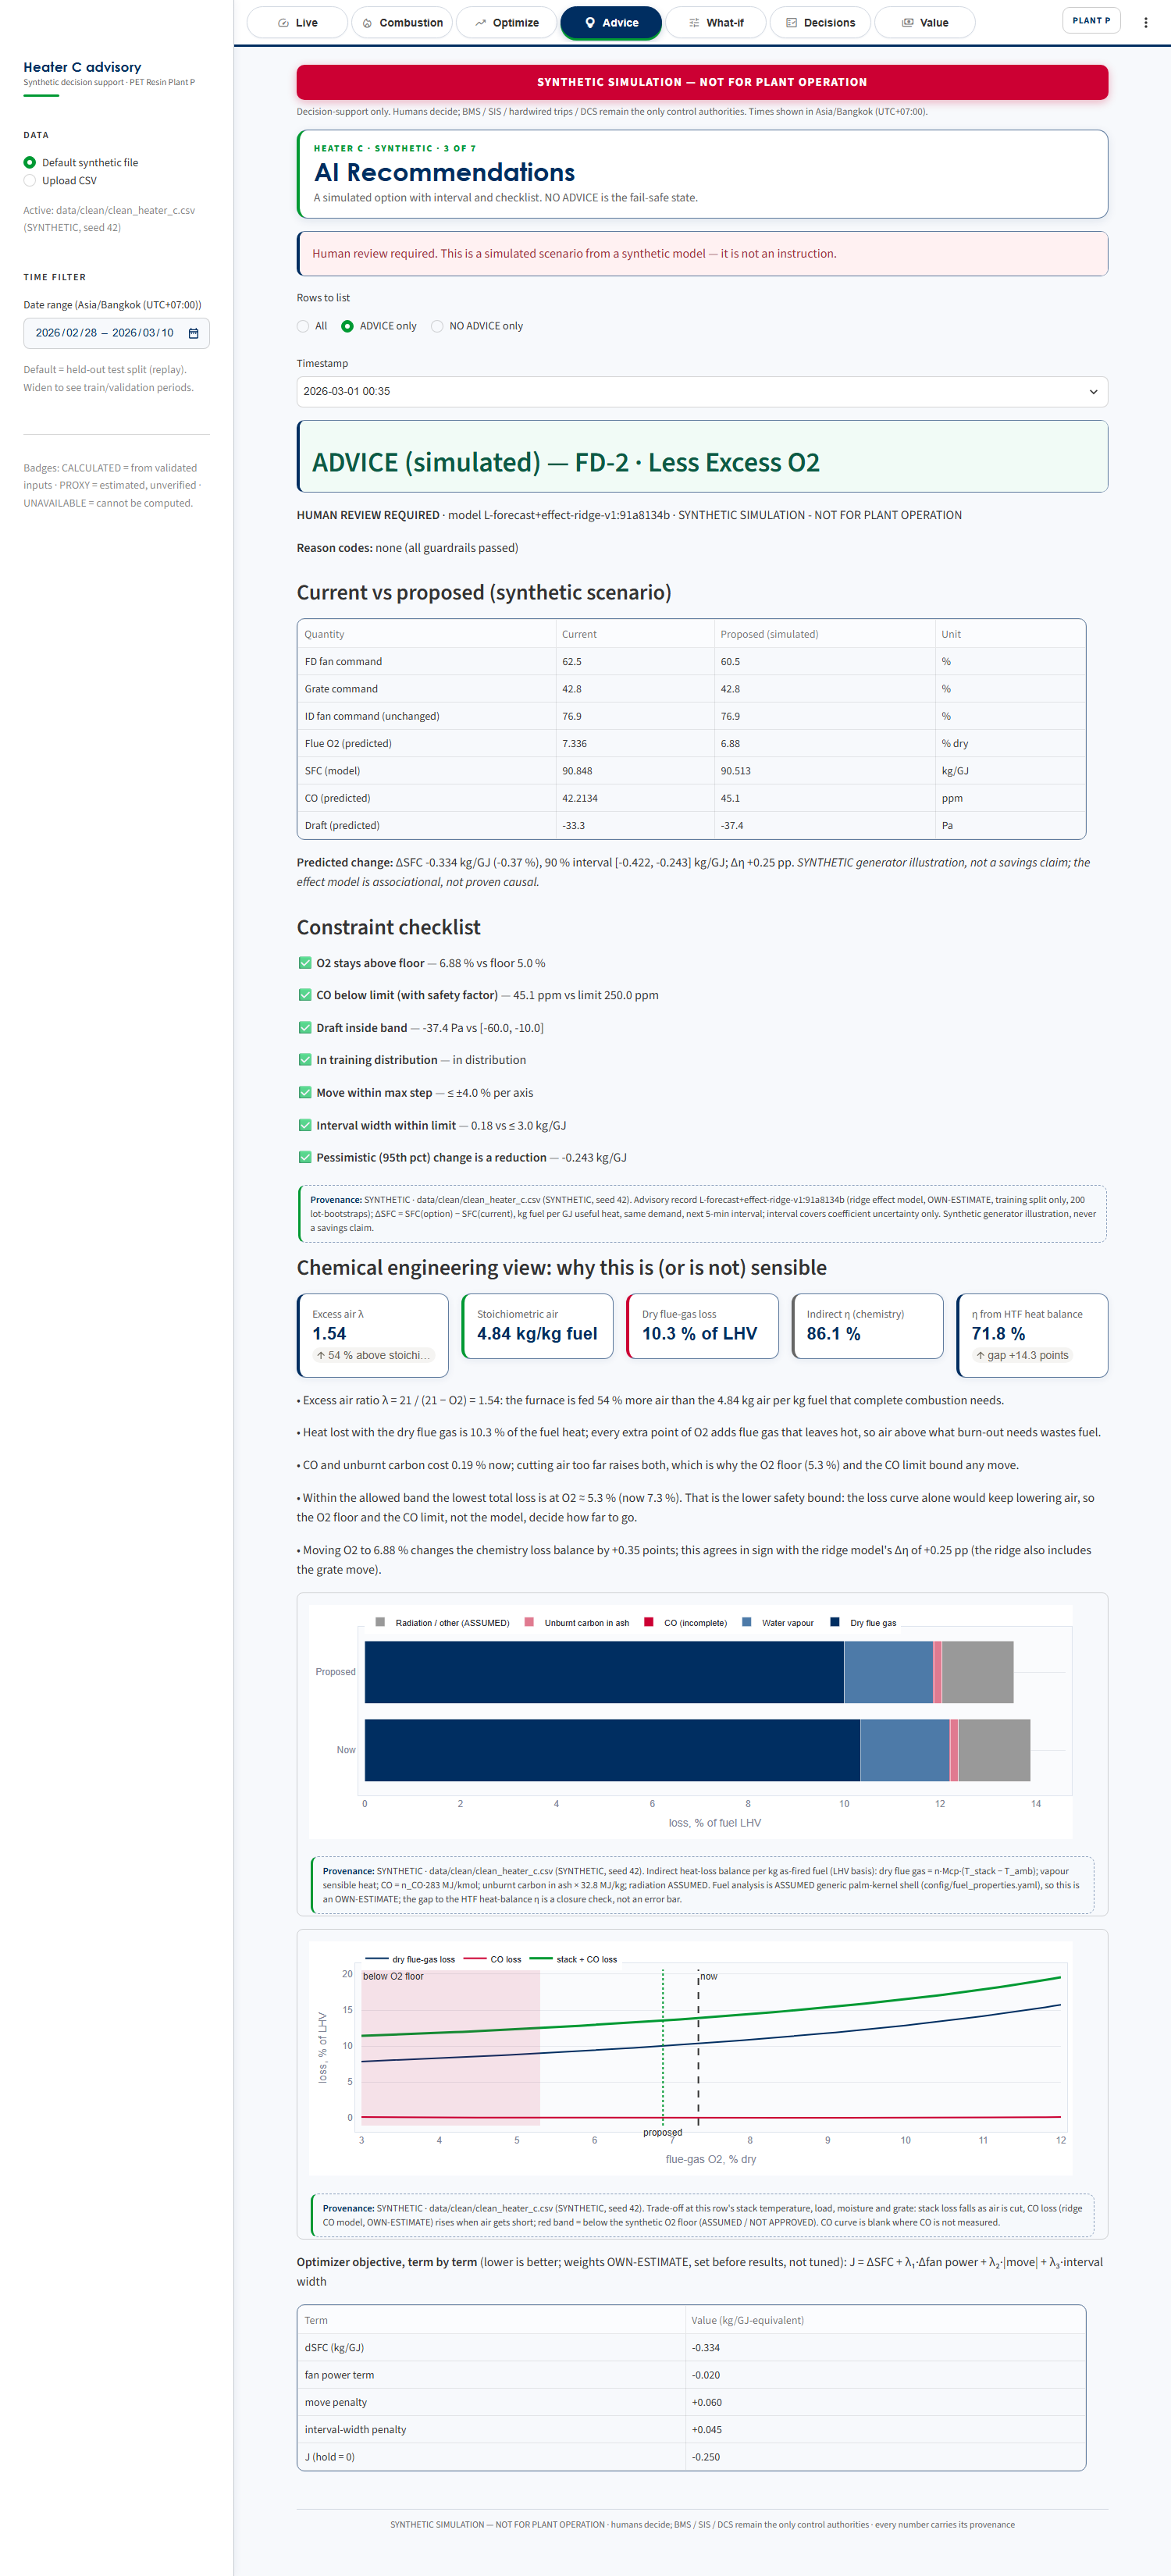 Live
Combustion
Optimize
Advice
What-if
Decisions
Value
PLANT P
Heater C advisory
Synthetic decision support · PET Resin Plant P
DATA
Default synthetic file
Upload CSV
Active: data/clean/clean_heater_c.csv
(SYNTHETIC, seed 42)
TIME FILTER
Date range (Asia/Bangkok (UTC+07:00))
2026/02/28 – 2026/03/10
Default = held-out test split (replay).
Widen to see train/validation periods.
Badges: CALCULATED = from validated
inputs · PROXY = estimated, unverified ·
UNAVAILABLE = cannot be computed.
SYNTHETIC SIMULATION — NOT FOR PLANT OPERATION
Decision-support only. Humans decide; BMS / SIS / hardwired trips / DCS remain the only control authorities. Times shown in Asia/Bangkok (UTC+07:00).
HEATER C · SYNTHETIC · 3 OF 7
AI Recommendations
A simulated option with interval and checklist. NO ADVICE is the fail-safe state.
Human review required. This is a simulated scenario from a synthetic model — it is not an instruction.
Rows to list
All
ADVICE only
NO ADVICE only
Timestamp
2026-03-01 00:35
ADVICE (simulated) — FD-2 · Less Excess O2
HUMAN REVIEW REQUIRED · model L-forecast+effect-ridge-v1:91a8134b · SYNTHETIC SIMULATION - NOT FOR PLANT OPERATION
Reason codes: none (all guardrails passed)
Current vs proposed (synthetic scenario)
Quantity Current Proposed (simulated) Unit
FD fan command 62.5 60.5 %
Grate command 42.8 42.8 %
ID fan command (unchanged) 76.9 76.9 %
Flue O2 (predicted) 7.336 6.88 % dry
SFC (model) 90.848 90.513 kg/GJ
CO (predicted) 42.2134 45.1 ppm
Draft (predicted) -33.3 -37.4 Pa
Predicted change: ΔSFC -0.334 kg/GJ (-0.37 %), 90 % interval [-0.422, -0.243] kg/GJ; Δη +0.25 pp. SYNTHETIC generator illustration, not a savings claim; the
effect model is associational, not proven causal.
Constraint checklist
✅ O2 stays above floor — 6.88 % vs floor 5.0 %
✅ CO below limit (with safety factor) — 45.1 ppm vs limit 250.0 ppm
✅ Draft inside band — -37.4 Pa vs [-60.0, -10.0]
✅ In training distribution — in distribution
✅ Move within max step — ≤ ±4.0 % per axis
✅ Interval width within limit — 0.18 vs ≤ 3.0 kg/GJ
✅ Pessimistic (95th pct) change is a reduction — -0.243 kg/GJ
Provenance: SYNTHETIC · data/clean/clean_heater_c.csv (SYNTHETIC, seed 42). Advisory record L-forecast+effect-ridge-v1:91a8134b (ridge effect model, OWN-ESTIMATE, training split only, 200
lot-bootstraps); ΔSFC = SFC(option) − SFC(current), kg fuel per GJ useful heat, same demand, next 5-min interval; interval covers coefficient uncertainty only. Synthetic generator illustration, never
a savings claim.
Chemical engineering view: why this is (or is not) sensible
Excess air λ
1.54
↑ 54 % above stoichi...
Stoichiometric air
4.84 kg/kg fuel
Dry flue-gas loss
10.3 % of LHV
Indirect η (chemistry)
86.1 %
η from HTF heat balance
71.8 %
↑ gap +14.3 points
• Excess air ratio λ = 21 / (21 − O2) = 1.54: the furnace is fed 54 % more air than the 4.84 kg air per kg fuel that complete combustion needs.
• Heat lost with the dry flue gas is 10.3 % of the fuel heat; every extra point of O2 adds flue gas that leaves hot, so air above what burn-out needs wastes fuel.
• CO and unburnt carbon cost 0.19 % now; cutting air too far raises both, which is why the O2 floor (5.3 %) and the CO limit bound any move.
• Within the allowed band the lowest total loss is at O2 ≈ 5.3 % (now 7.3 %). That is the lower safety bound: the loss curve alone would keep lowering air, so
the O2 floor and the CO limit, not the model, decide how far to go.
• Moving O2 to 6.88 % changes the chemistry loss balance by +0.35 points; this agrees in sign with the ridge model's Δη of +0.25 pp (the ridge also includes
the grate move).
Radiation / other (ASSUMED) Unburnt carbon in ash CO (incomplete) Water vapour Dry flue gas
Proposed
Now
0 2 4 6 8 10 12 14
loss, % of fuel LHV
Provenance: SYNTHETIC · data/clean/clean_heater_c.csv (SYNTHETIC, seed 42). Indirect heat-loss balance per kg as-fired fuel (LHV basis): dry flue gas = n·Mcp·(T_stack − T_amb); vapour
sensible heat; CO = n_CO·283 MJ/kmol; unburnt carbon in ash × 32.8 MJ/kg; radiation ASSUMED. Fuel analysis is ASSUMED generic palm-kernel shell (config/fuel_properties.yaml), so this is
an OWN-ESTIMATE; the gap to the HTF heat-balance η is a closure check, not an error bar.
dry flue-gas loss CO loss stack + CO loss
below O2 floor
now
20
15
10
5
0
loss, % of LHV
proposed
3 4 5 6 7 8 9 10 11 12
flue-gas O2, % dry
Provenance: SYNTHETIC · data/clean/clean_heater_c.csv (SYNTHETIC, seed 42). Trade-off at this row's stack temperature, load, moisture and grate: stack loss falls as air is cut, CO loss (ridge
CO model, OWN-ESTIMATE) rises when air gets short; red band = below the synthetic O2 floor (ASSUMED / NOT APPROVED). CO curve is blank where CO is not measured.
Optimizer objective, term by term (lower is better; weights OWN-ESTIMATE, set before results, not tuned): J = ΔSFC + λ₁·Δfan power + λ₂·|move| + λ₃·interval
width
Term Value (kg/GJ-equivalent)
dSFC (kg/GJ) -0.334
fan power term -0.020
move penalty +0.060
interval-width penalty +0.045
J (hold = 0) -0.250
SYNTHETIC SIMULATION — NOT FOR PLANT OPERATION · humans decide; BMS / SIS / DCS remain the only control authorities · every number carries its provenance